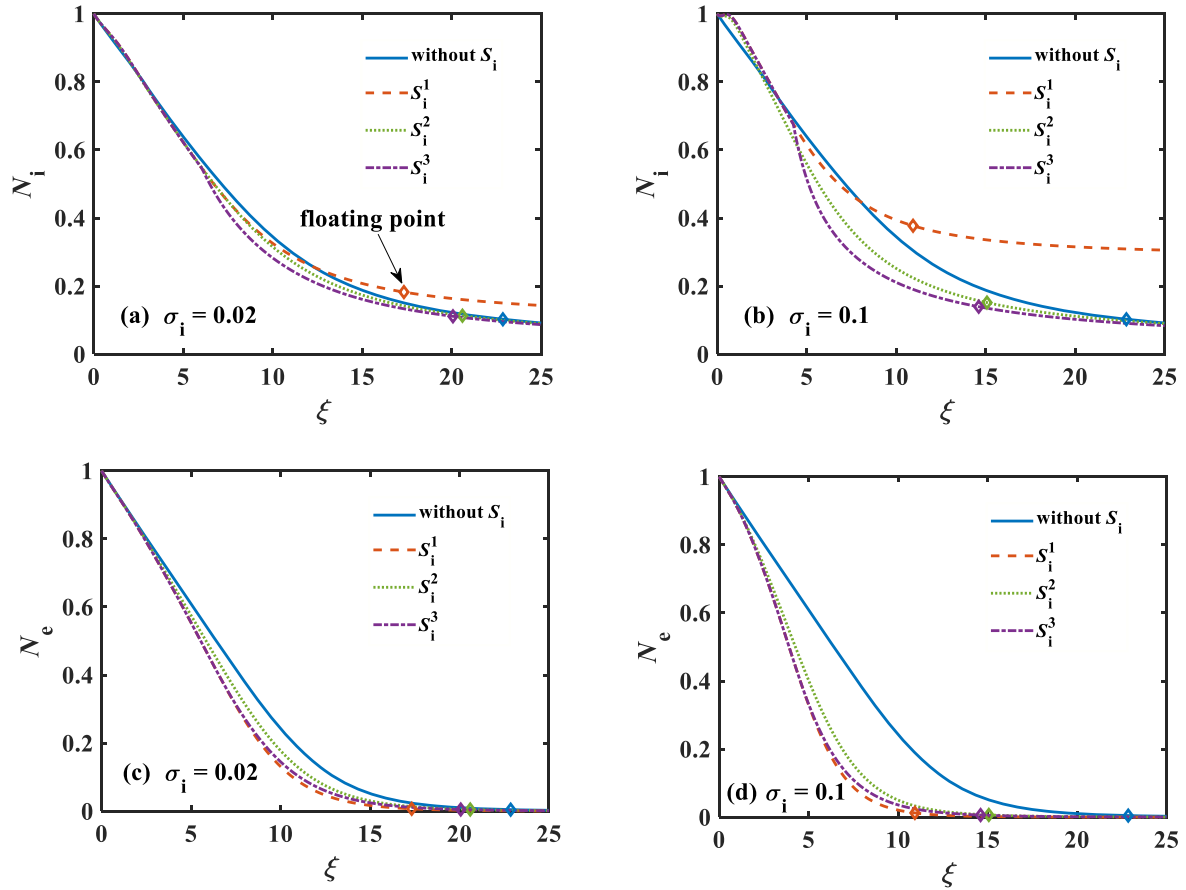 1
0.8
0.6
0.4
0.2
0
N_i
without S_i
S_i^1
S_i^2
S_i^3
floating point
(a) σ_i = 0.02
0 5 10 15 20 25
ξ
1
0.8
0.6
0.4
0.2
0
N_i
without S_i
S_i^1
S_i^2
S_i^3
(b) σ_i = 0.1
0 5 10 15 20 25
ξ
1
0.8
0.6
0.4
0.2
0
N_e
without S_i
S_i^1
S_i^2
S_i^3
(c) σ_i = 0.02
0 5 10 15 20 25
ξ
1
0.8
0.6
0.4
0.2
0
N_e
without S_i
S_i^1
S_i^2
S_i^3
(d) σ_i = 0.1
0 5 10 15 20 25
ξ